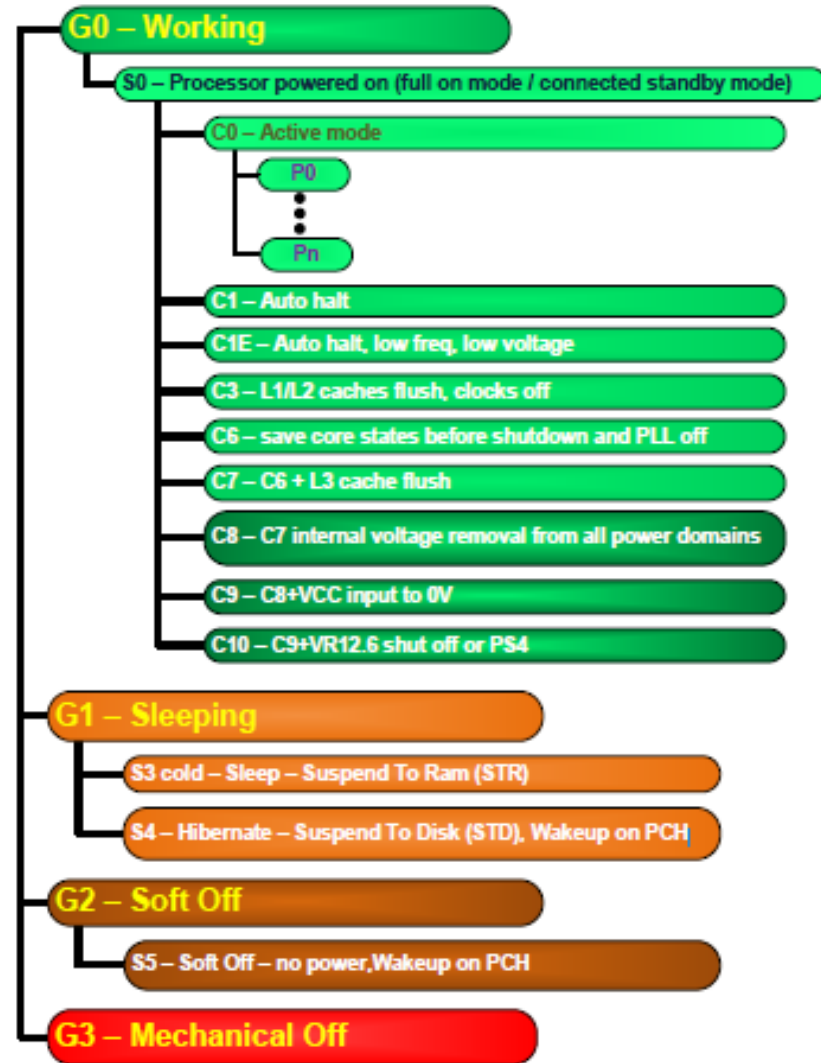 G0 – Working
S0 – Processor powered on (full on mode / connected standby mode)
C0 – Active mode
P0
Pn
C1 – Auto halt
C1E – Auto halt, low freq, low voltage
C3 – L1/L2 caches flush, clocks off
C6 – save core states before shutdown and PLL off
C7 – C6 + L3 cache flush
C8 – C7 internal voltage removal from all power domains
C9 – C8+VCC input to 0V
C10 – C9+VR12.6 shut off or PS4
G1 – Sleeping
S3 cold – Sleep – Suspend To Ram (STR)
S4 – Hibernate – Suspend To Disk (STD), Wakeup on PCH
G2 – Soft Off
S5 – Soft Off – no power,Wakeup on PCH
G3 – Mechanical Off